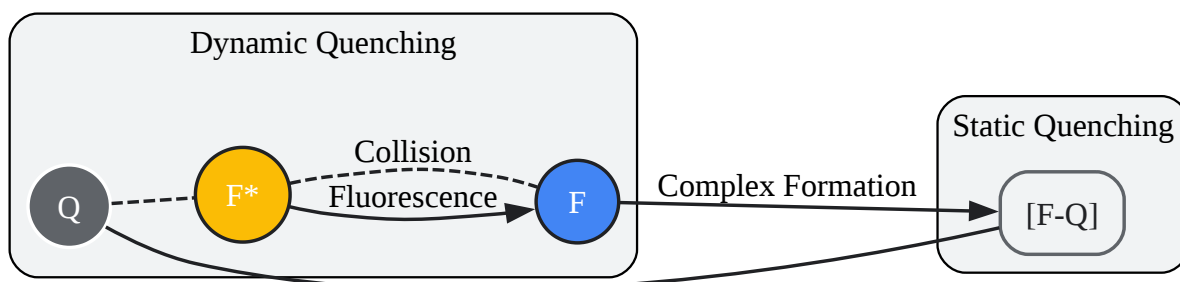 Dynamic Quenching
Static Quenching
Collision
Complex Formation
Q
F*
Fluorescence
F
[F-Q]